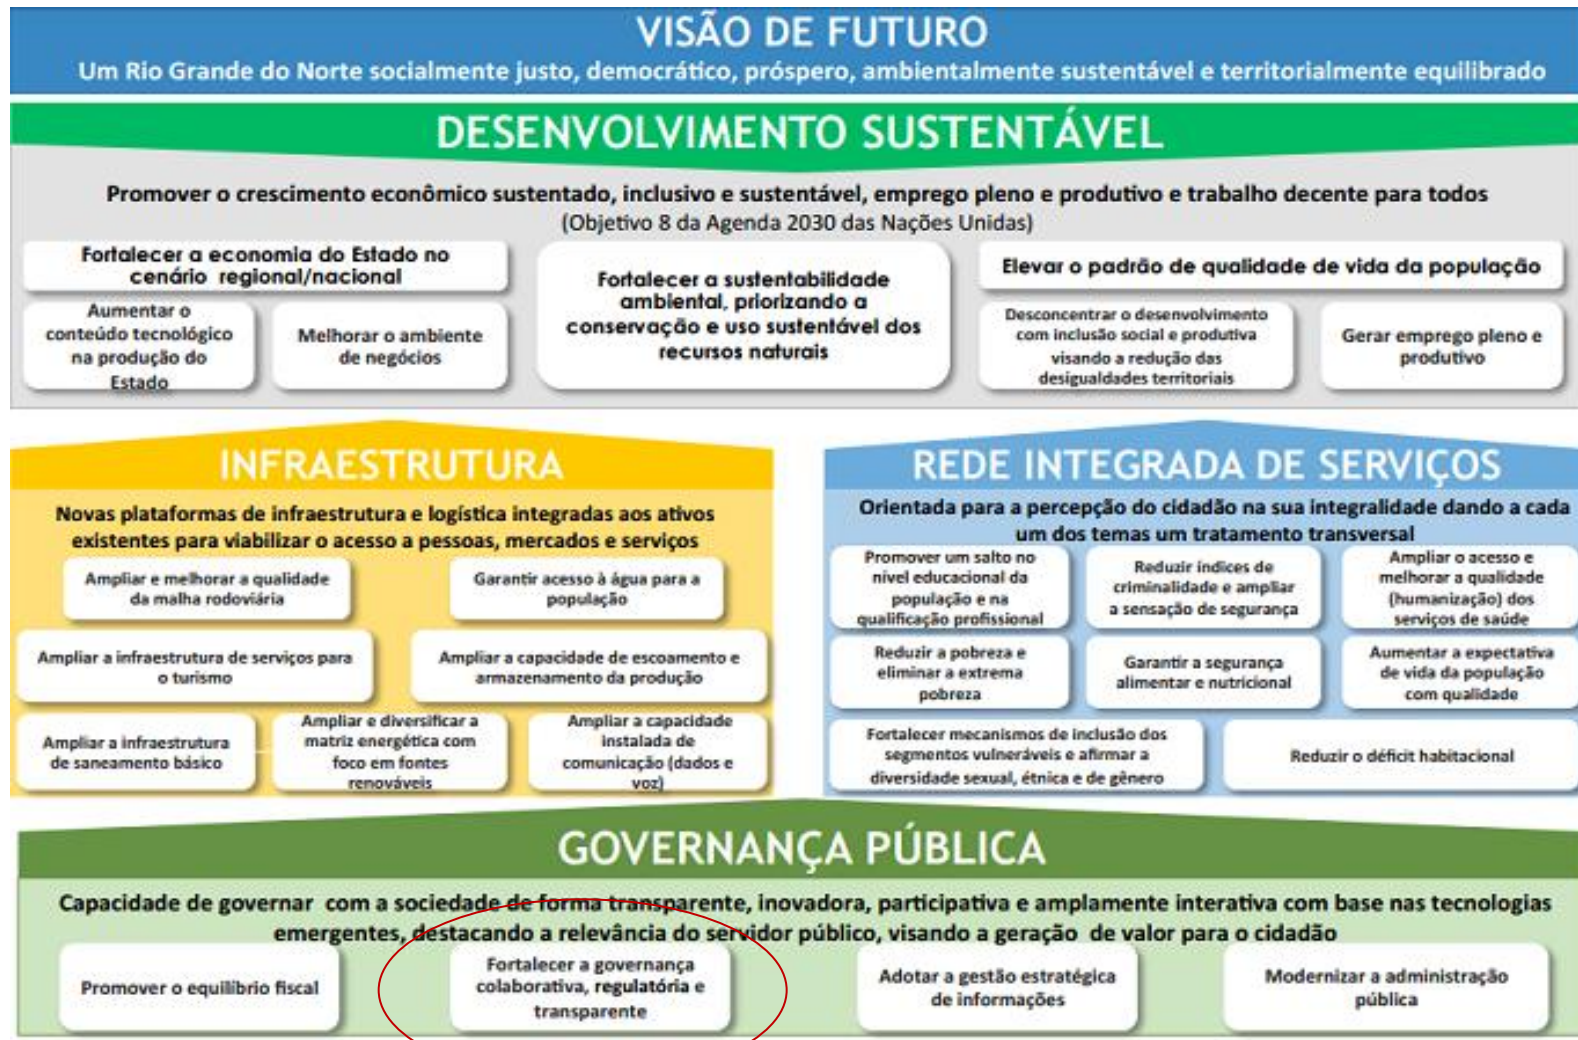 VISÃO DE FUTURO
Um Rio Grande do Norte socialmente justo, democrático, próspero, ambientalmente sustentável e territorialmente equilibrado
DESENVOLVIMENTO SUSTENTÁVEL
Promover o crescimento econômico sustentado, inclusivo e sustentável, emprego pleno e produtivo e trabalho decente para todos
(Objetivo 8 da Agenda 2030 das Nações Unidas)
Fortalecer a economia do Estado no
cenário regional/nacional
Aumentar o
conteúdo tecnológico
na produção do
Estado
Melhorar o ambiente
de negócios
Fortalecer a sustentabilidade
ambiental, priorizando a
conservação e uso sustentável dos
recursos naturais
Elevar o padrão de qualidade de vida da população
Desconcentrar o desenvolvimento
com inclusão social e produtiva
visando a redução das
desigualdades territoriais
Gerar emprego pleno e
produtivo
INFRAESTRUTURA
Novas plataformas de infraestrutura e logística integradas aos ativos
existentes para viabilizar o acesso a pessoas, mercados e serviços
Ampliar e melhorar a qualidade
da malha rodoviária
Garantir acesso à água para a
população
Ampliar a infraestrutura de serviços para
o turismo
Ampliar a capacidade de escoamento e
armazenamento da produção
Ampliar a infraestrutura
de saneamento básico
Ampliar e diversificar a
matriz energética com
foco em fontes
renováveis
Ampliar a capacidade
instalada de
comunicação (dados e
voz)
REDE INTEGRADA DE SERVIÇOS
Orientada para a percepção do cidadão na sua integralidade dando a cada
um dos temas um tratamento transversal
Promover um salto no
nível educacional da
população e na
qualificação profissional
Reduzir índices de
criminalidade e ampliar
a sensação de segurança
Ampliar o acesso e
melhorar a qualidade
(humanização) dos
serviços de saúde
Reduzir a pobreza e
eliminar a extrema
pobreza
Garantir a segurança
alimentar e nutricional
Aumentar a expectativa
de vida da população
com qualidade
Fortalecer mecanismos de inclusão dos
segmentos vulneráveis e afirmar a
diversidade sexual, étnica e de gênero
Reduzir o déficit habitacional
GOVERNANÇA PÚBLICA
Capacidade de governar com a sociedade de forma transparente, inovadora, participativa e amplamente interativa com base nas tecnologias
emergentes, destacando a relevância do servidor público, visando a geração de valor para o cidadão
Promover o equilíbrio fiscal
Fortalecer a governança
colaborativa, regulatória e
transparente
Adotar a gestão estratégica
de informações
Modernizar a administração
pública